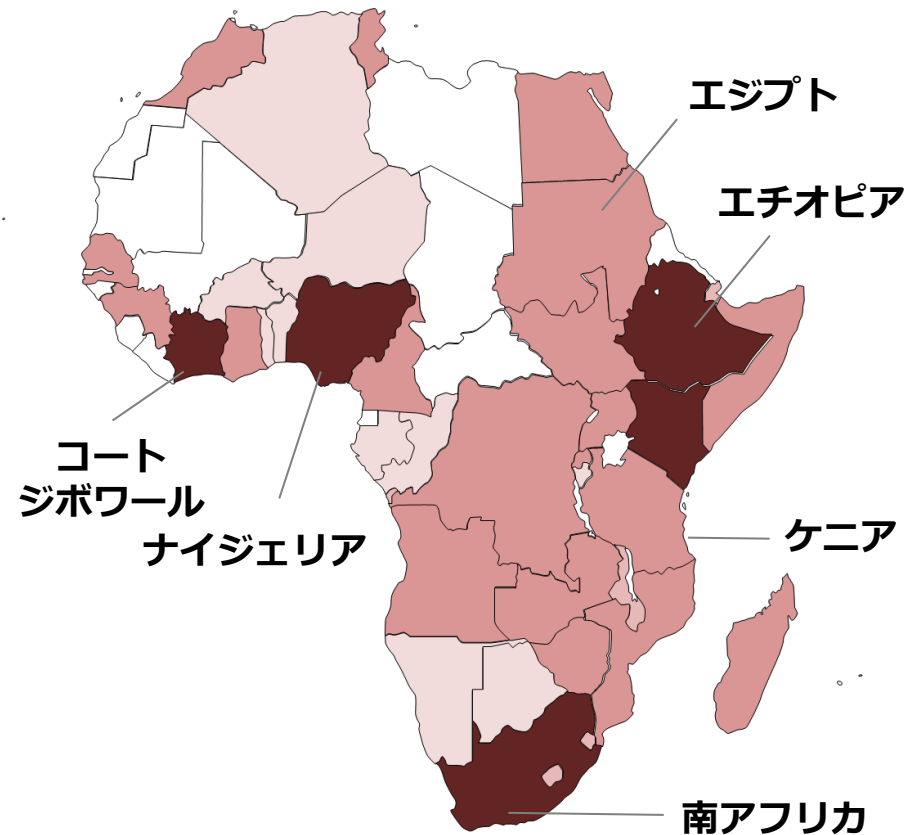 エジプト
エチオピア
コート
ジボワール
ナイジェリア
ケニア
南アフリカ